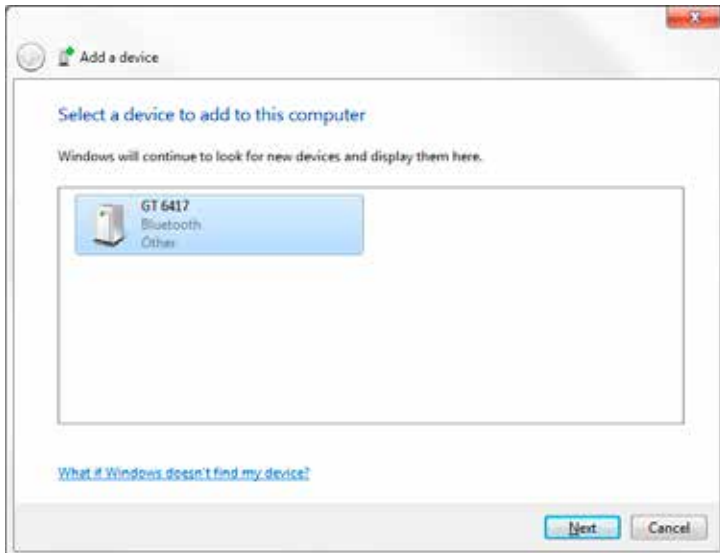 Add a device
Select a device to add to this computer
Windows will continue to look for new devices and display them here.
GT 6417
Bluetooth
Other
What if Windows doesn't find my device?
Next
Cancel